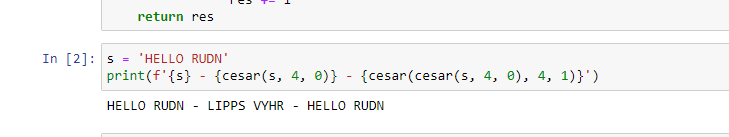 res += 1
return res
In [2]: s = 'HELLO RUDN'
print(f'{s} - {cesar(s, 4, 0)} - {cesar(cesar(s, 4, 0), 4, 1)}')
HELLO RUDN - LIPPS VYHR - HELLO RUDN